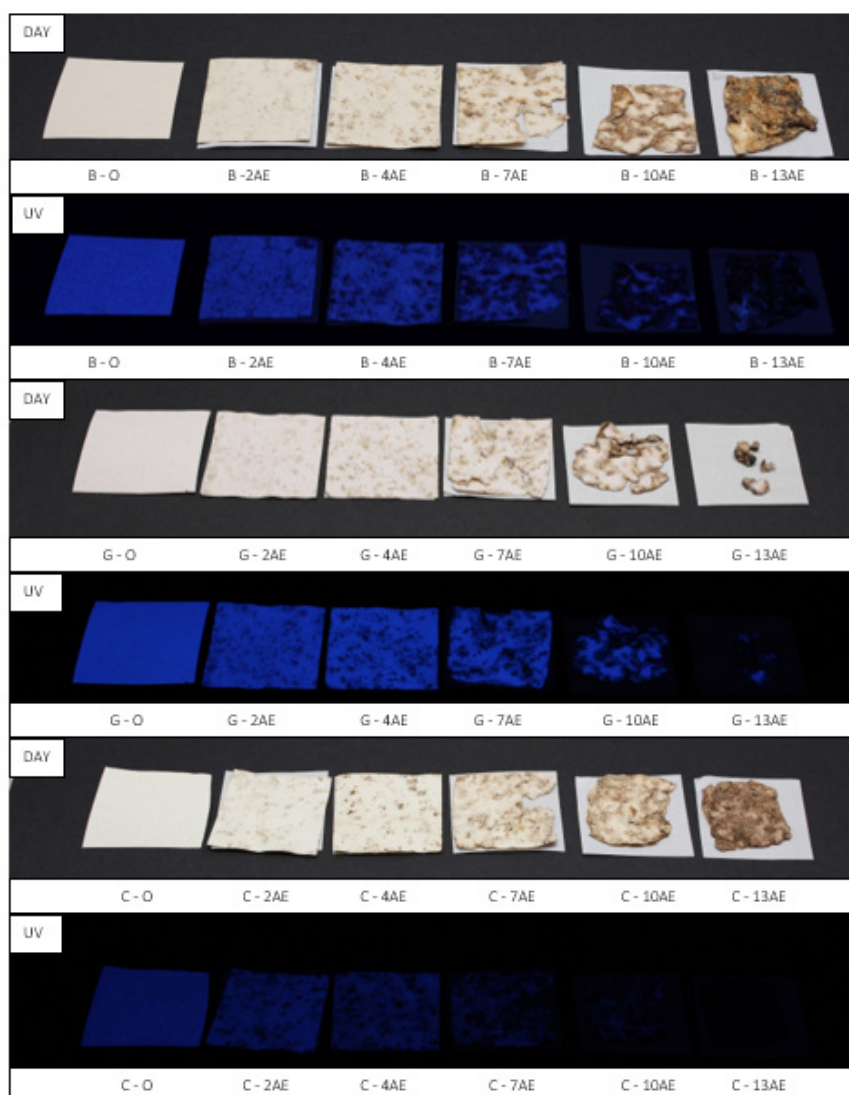 DAY
B - O B -2AE B - 4AE B - 7AE B - 10AE B - 13AE
UV
B - O B - 2AE B - 4AE B -7AE B - 10AE B - 13AE
DAY
G - O G - 2AE G - 4AE G - 7AE G - 10AE G - 13AE
UV
G - O G - 2AE G - 4AE G - 7AE G - 10AE G - 13AE
DAY
C - O C - 2AE C - 4AE C - 7AE C - 10AE C - 13AE
UV
C - O C - 2AE C - 4AE C - 7AE C - 10AE C - 13AE